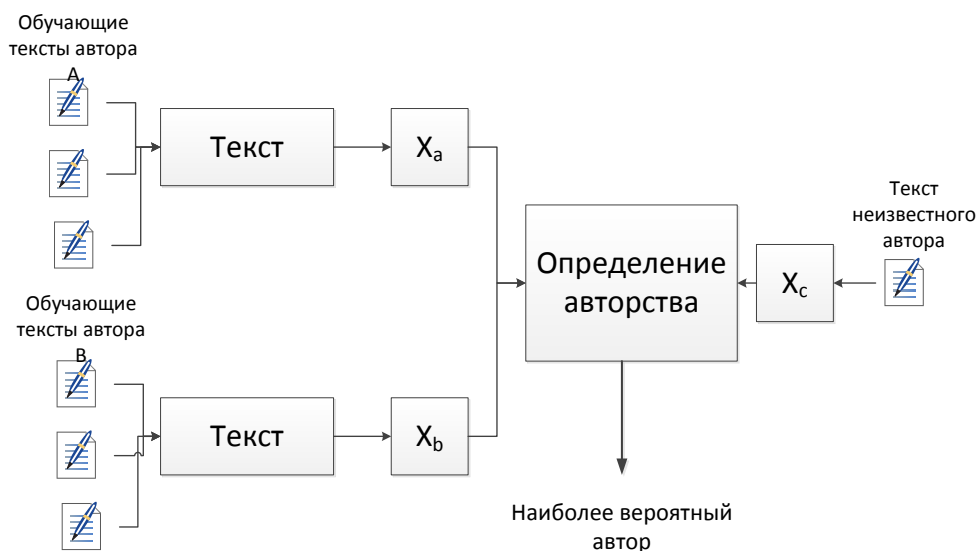 Обучающие
тексты автора
А
Текст
Xa
Обучающие
тексты автора
В
Текст
Xb
Определение
авторства
Xc
Текст
неизвестного
автора
Наиболее вероятный
автор